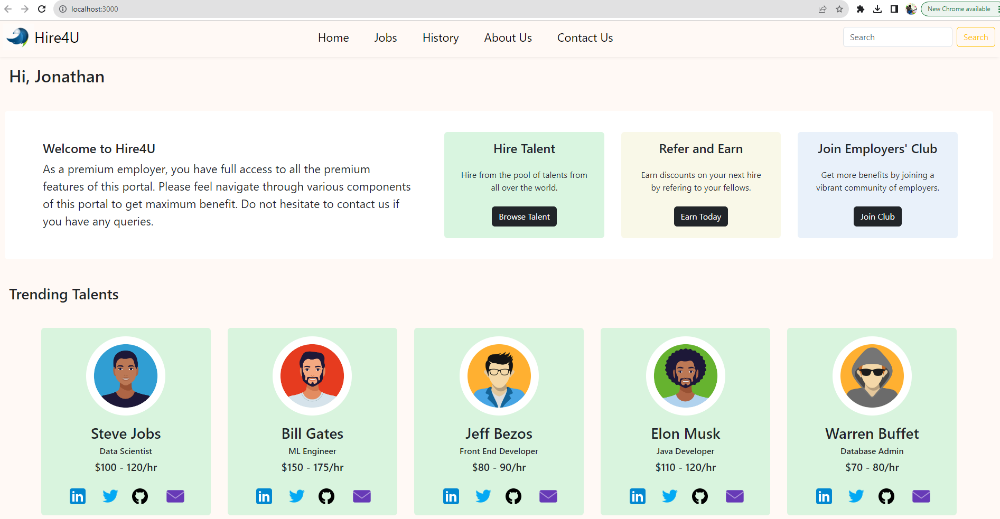 localhost:3000
New Chrome available
Hire4U
Home Jobs History About Us Contact Us
Search
Search
Hi, Jonathan
Welcome to Hire4U
As a premium employer, you have full access to all the premium
features of this portal. Please feel navigate through various components
of this portal to get maximum benefit. Do not hesitate to contact us if
you have any queries.
Hire Talent
Hire from the pool of talents from
all over the world.
Browse Talent
Refer and Earn
Earn discounts on your next hire
by refering to your fellows.
Earn Today
Join Employers' Club
Get more benefits by joining a
vibrant community of employers.
Join Club
Trending Talents
Steve Jobs
Data Scientist
$100 - 120/hr
in
Bill Gates
ML Engineer
$150 - 175/hr
in
Jeff Bezos
Front End Developer
$80 - 90/hr
in
Elon Musk
Java Developer
$110 - 120/hr
in
Warren Buffet
Database Admin
$70 - 80/hr
in